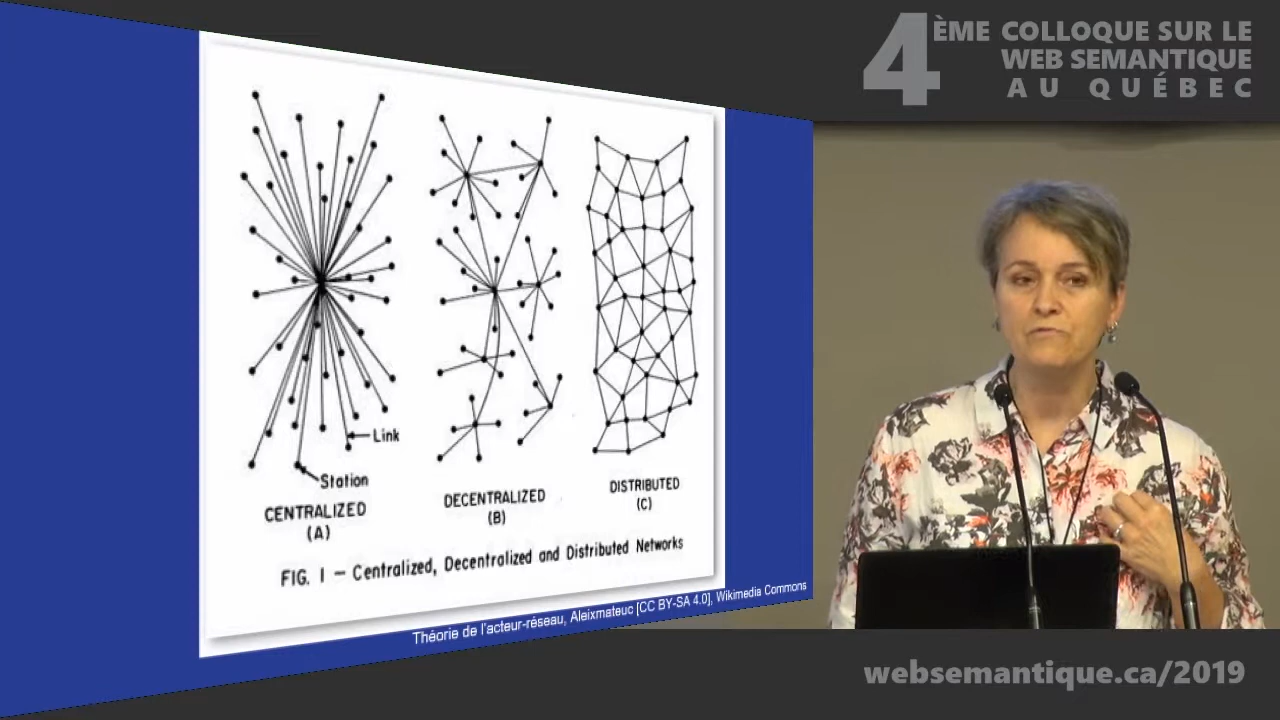 4ÈME COLLOQUE SUR LE
WEB SEMANTIQUE
AU QUÉBEC
Link
Station
CENTRALIZED
(A)
DECENTRALIZED
(B)
DISTRIBUTED
(C)
FIG. 1 — Centralized, Decentralized and Distributed Networks
Théorie de l'acteur-réseau, Aleixmateuc [CC BY-SA 4.0], Wikimedia Commons
websemantique.ca/2019